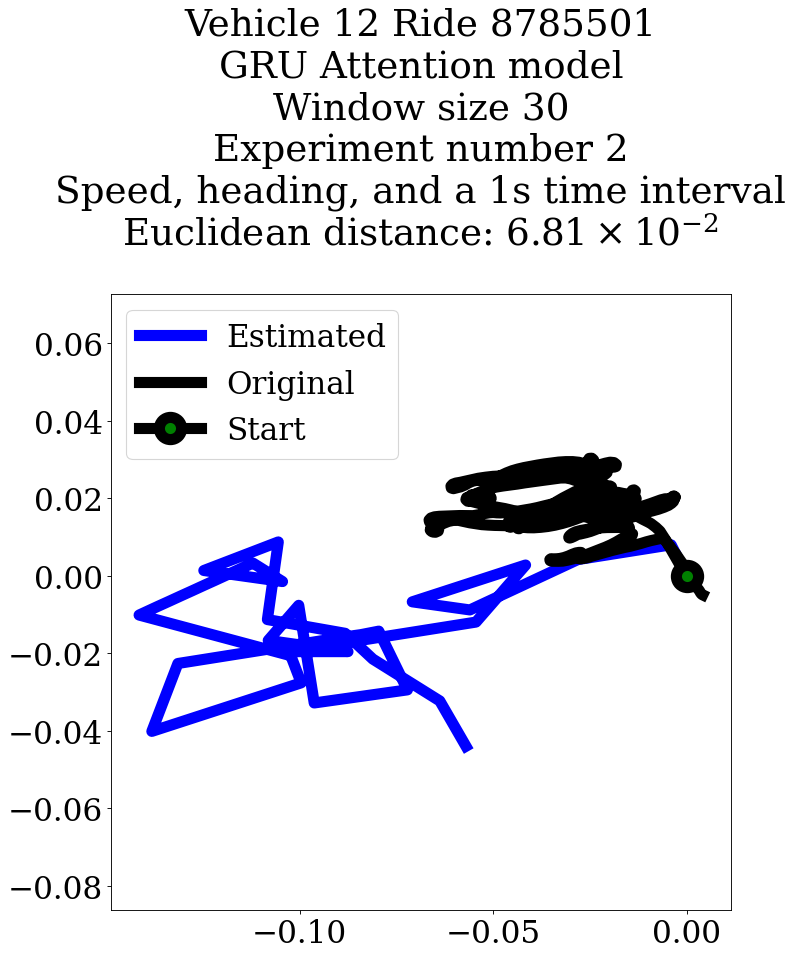 Vehicle 12 Ride 8785501
GRU Attention model
Window size 30
Experiment number 2
Speed, heading, and a 1s time interval
Euclidean distance: 6.81 × 10⁻²
Estimated
Original
Start
0.06
0.04
0.02
0.00
−0.02
−0.04
−0.06
−0.08
−0.10
−0.05
0.00